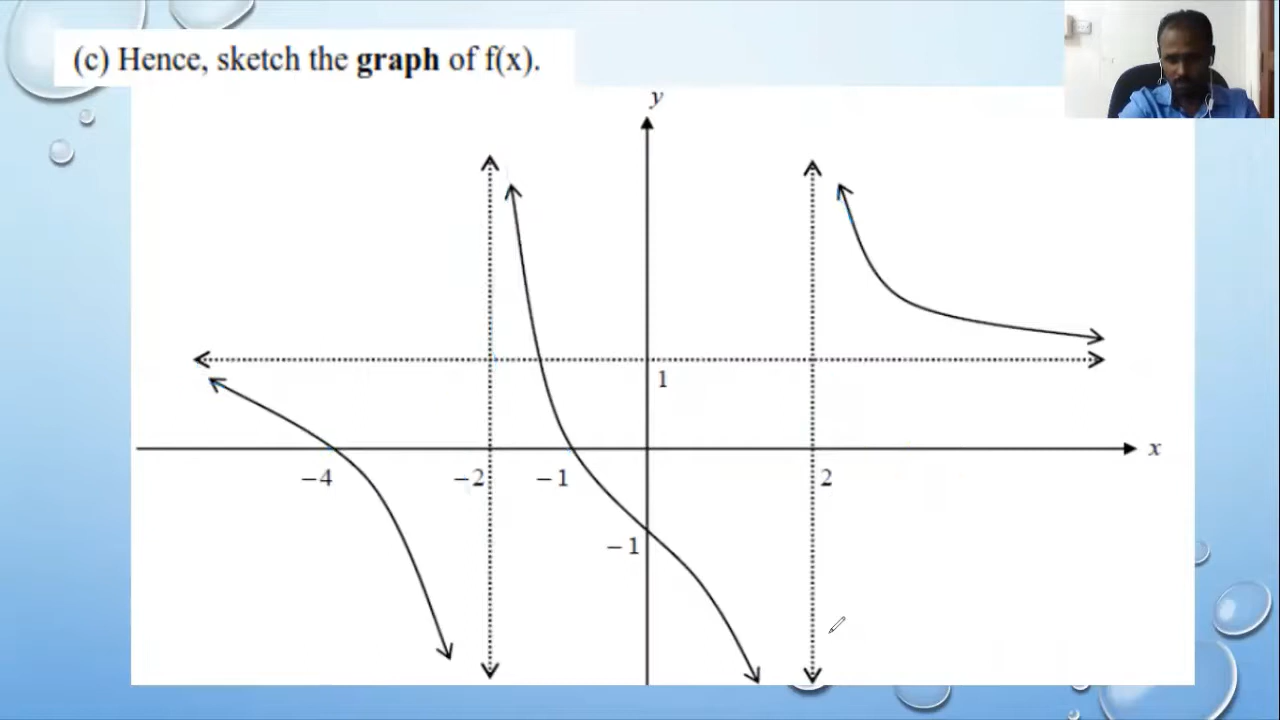 (c) Hence, sketch the graph of f(x).
y
1
x
−4
−2
−1
2
−1